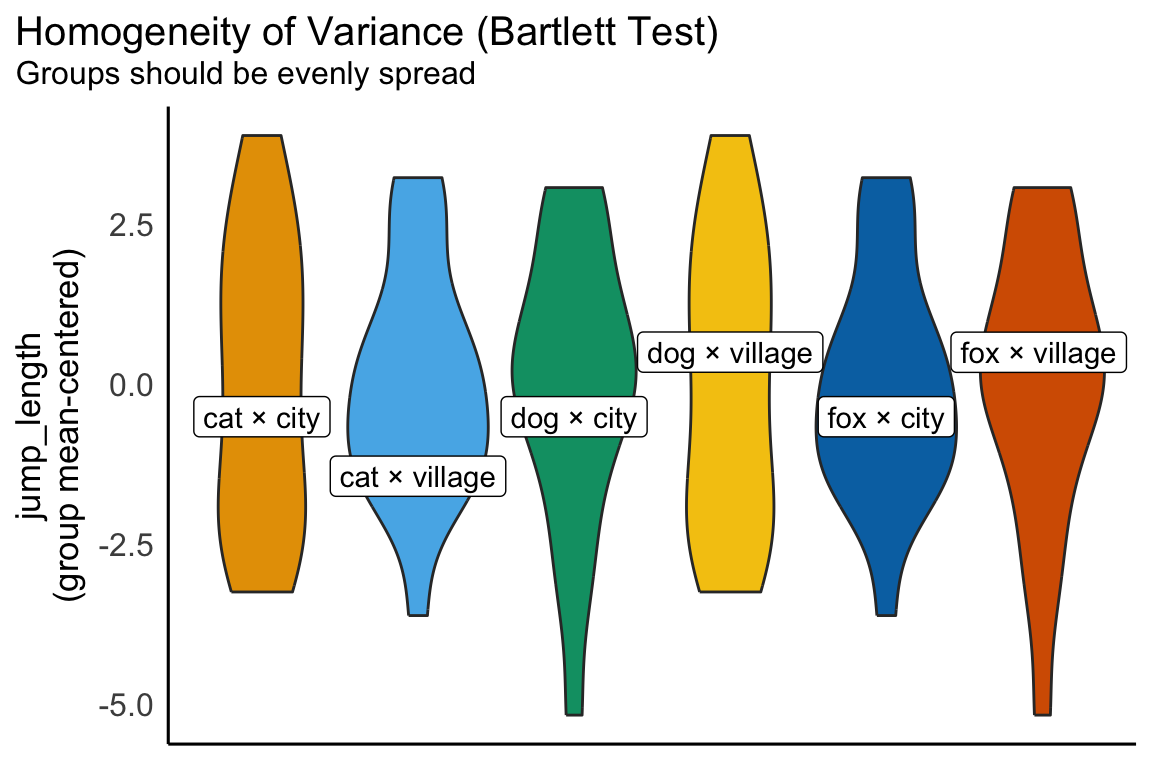 Homogeneity of Variance (Bartlett Test)
Groups should be evenly spread
jump_length
(group mean-centered)
2.5
0.0
-2.5
-5.0
cat × city
cat × village
dog × city
dog × village
fox × city
fox × village